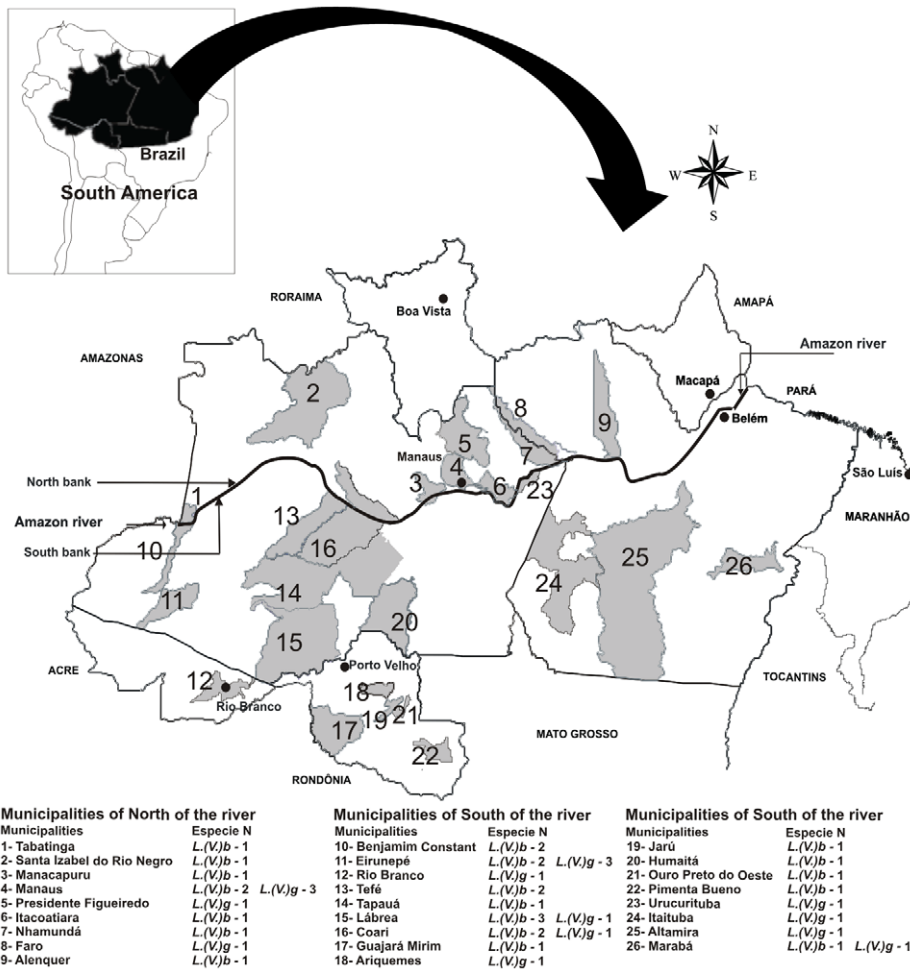 Brazil
South America
N
W
E
S
RORAIMA
Boa Vista
AMAPÁ
AMAZONAS
Amazon river
Macapá
PARÁ
2
8
Belém
9
5
Manaus
7
4
São Luís
North bank
3
6
23
1
MARANHÃO
Amazon river
13
South bank
10
16
25
26
14
24
11
20
15
ACRE
Porto Velho
TOCANTINS
12
18
Rio Branco
21
19
17
MATO GROSSO
22
RONDÔNIA
Municipalities of North of the river
Municipalities Especie N
1- Tabatinga L.(V.)b - 1
2- Santa Izabel do Rio Negro L.(V.)b - 1
3- Manacapuru L.(V.)b - 1
4- Manaus L.(V.)b - 2 L.(V.)g - 3
5- Presidente Figueiredo L.(V.)g - 1
6- Itacoatiara L.(V.)b - 1
7- Nhamundá L.(V.)b - 1
8- Faro L.(V.)g - 1
9- Alenquer L.(V.)b - 1
Municipalities of South of the river
Municipalities Especie N
10- Benjamim Constant L.(V.)b - 2
11- Eirunepé L.(V.)b - 2 L.(V.)g - 3
12- Rio Branco L.(V.)g - 1
13- Tefé L.(V.)b - 2
14- Tapauá L.(V.)b - 1
15- Lábrea L.(V.)b - 3 L.(V.)g - 1
16- Coari L.(V.)b - 2 L.(V.)g - 1
17- Guajará Mirim L.(V.)b - 1
18- Ariquemes L.(V.)g - 1
Municipalities of South of the river
Municipalities Especie N
19- Jarú L.(V.)b - 1
20- Humaitá L.(V.)b - 1
21- Ouro Preto do Oeste L.(V.)b - 1
22- Pimenta Bueno L.(V.)b - 1
23- Urucurituba L.(V.)g - 1
24- Itaituba L.(V.)g - 1
25- Altamira L.(V.)g - 1
26- Marabá L.(V.)b - 1 L.(V.)g - 1